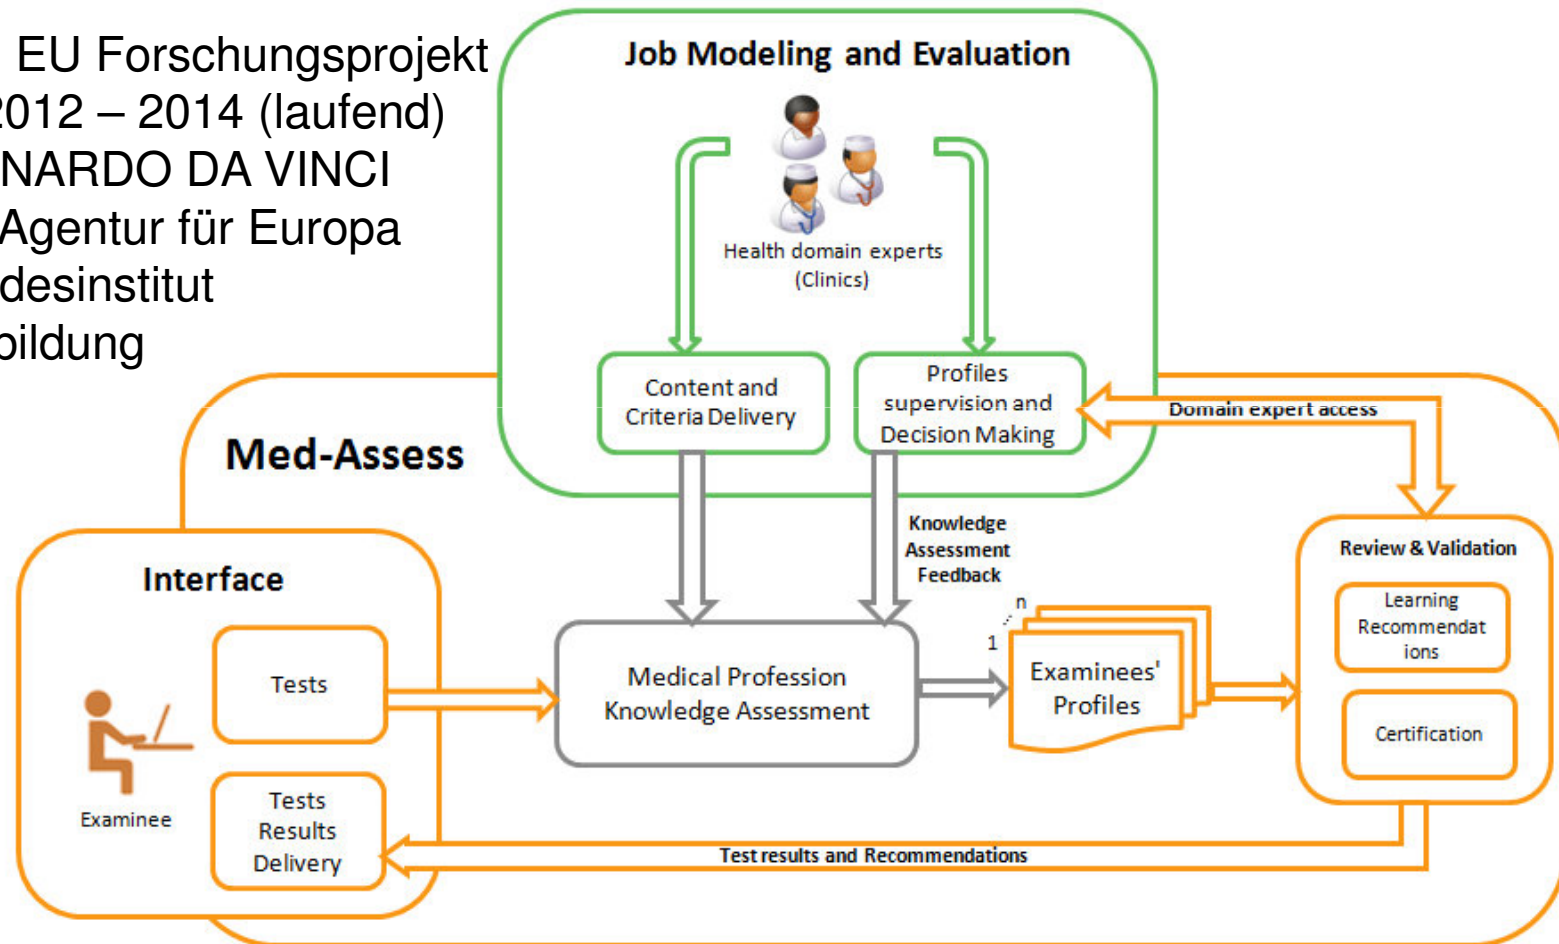 EU Forschungsprojekt
2012 – 2014 (laufend)
NARDO DA VINCI
Agentur für Europa
desinstitut
bildung
Job Modeling and Evaluation
Health domain experts
(Clinics)
Content and
Criteria Delivery
Profiles
supervision and
Decision Making
Domain expert access
Med-Assess
Knowledge
Assessment
Feedback
Review & Validation
Learning
Recommendat
ions
Certification
Interface
Tests
Examinee
Tests
Results
Delivery
Medical Profession
Knowledge Assessment
n
1
Examinees'
Profiles
Test results and Recommendations